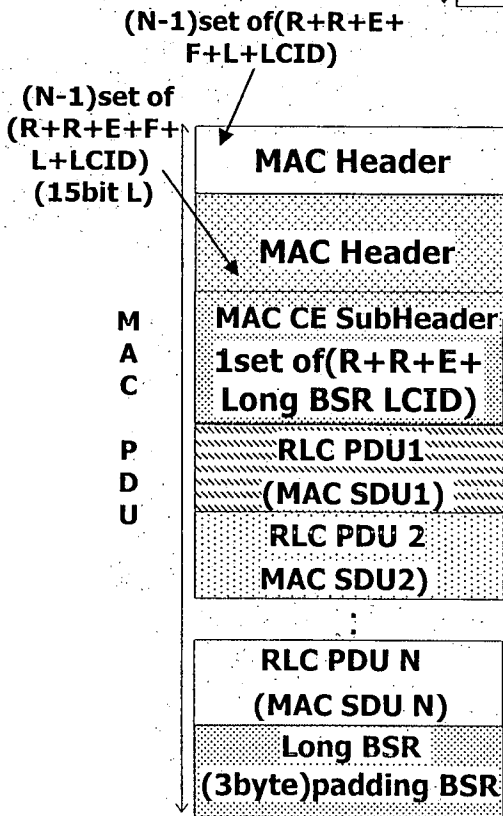 (N-1)set of(R+R+E+
F+L+LCID)
(N-1)set of
(R+R+E+F+
L+LCID)
(15bit L)
MAC Header
MAC Header
MAC CE SubHeader
1set of(R+R+E+
Long BSR LCID)
M
A
C
P
D
U
RLC PDU1
(MAC SDU1)
RLC PDU 2
MAC SDU2)
:
RLC PDU N
(MAC SDU N)
Long BSR
(3byte)padding BSR